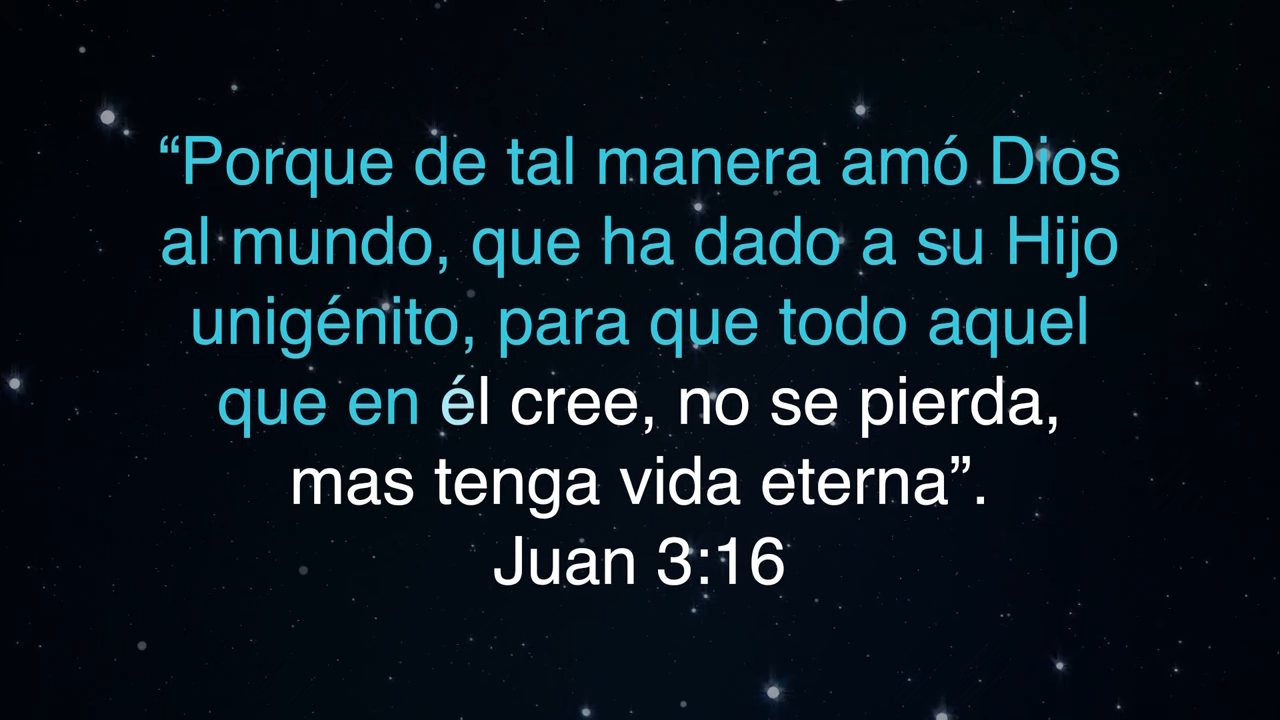 “Porque de tal manera amó Dios
al mundo, que ha dado a su Hijo
unigénito, para que todo aquel
que en él cree, no se pierda,
mas tenga vida eterna”.
Juan 3:16